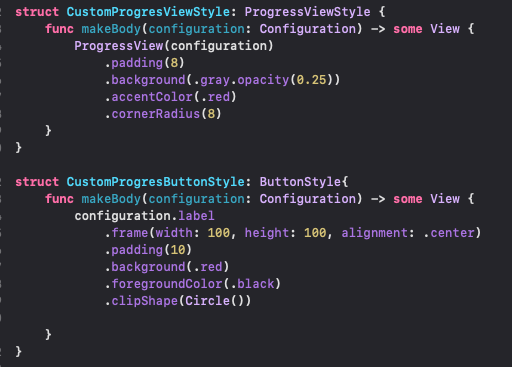 struct CustomProgresViewStyle: ProgressViewStyle {
    func makeBody(configuration: Configuration) -> some View {
        ProgressView(configuration)
            .padding(8)
            .background(.gray.opacity(0.25))
            .accentColor(.red)
            .cornerRadius(8)
    }
}
struct CustomProgresButtonStyle: ButtonStyle{
    func makeBody(configuration: Configuration) -> some View {
        configuration.label
            .frame(width: 100, height: 100, alignment: .center)
            .padding(10)
            .background(.red)
            .foregroundColor(.black)
            .clipShape(Circle())
    }
}